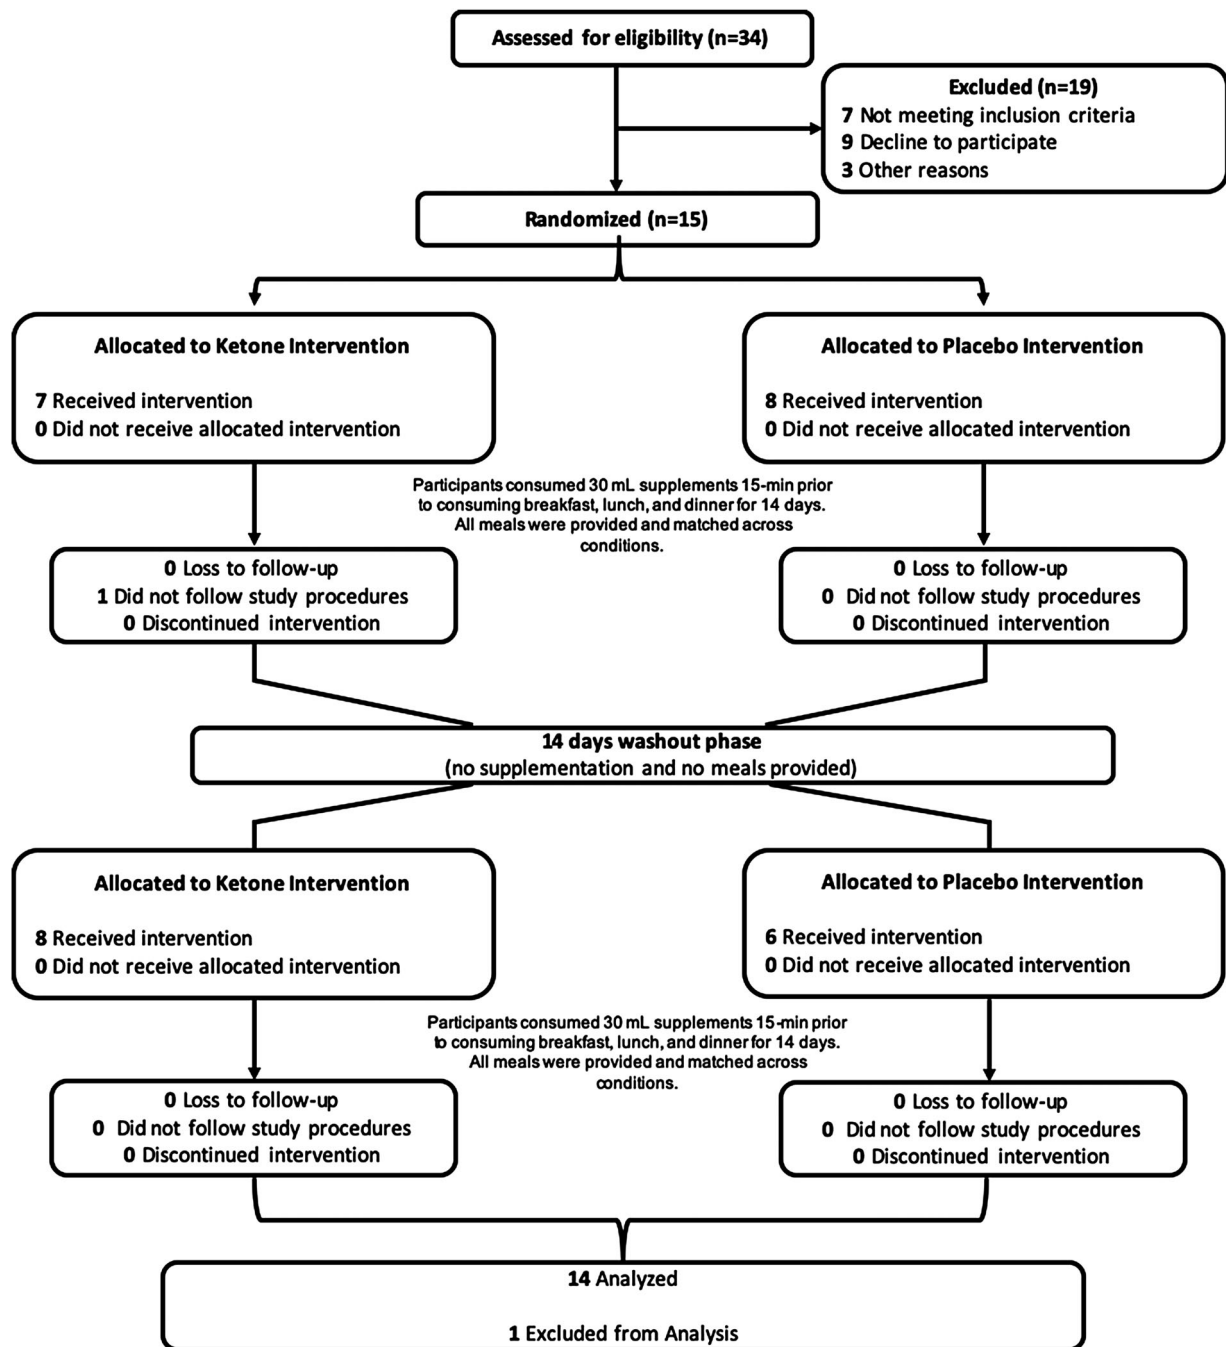 Assessed for eligibility (n=34)
Excluded (n=19)
7 Not meeting inclusion criteria
9 Decline to participate
3 Other reasons
Randomized (n=15)
Allocated to Ketone Intervention
7 Received intervention
0 Did not receive allocated intervention
Allocated to Placebo Intervention
8 Received intervention
0 Did not receive allocated intervention
Participants consumed 30 mL supplements 15-min prior
to consuming breakfast, lunch, and dinner for 14 days.
All meals were provided and matched across
conditions.
0 Loss to follow-up
1 Did not follow study procedures
0 Discontinued intervention
0 Loss to follow-up
0 Did not follow study procedures
0 Discontinued intervention
14 days washout phase
(no supplementation and no meals provided)
Allocated to Ketone Intervention
8 Received intervention
0 Did not receive allocated intervention
Allocated to Placebo Intervention
6 Received intervention
0 Did not receive allocated intervention
Participants consumed 30 mL supplements 15-min prior
to consuming breakfast, lunch, and dinner for 14 days.
All meals were provided and matched across
conditions.
0 Loss to follow-up
0 Did not follow study procedures
0 Discontinued intervention
0 Loss to follow-up
0 Did not follow study procedures
0 Discontinued intervention
14 Analyzed
1 Excluded from Analysis